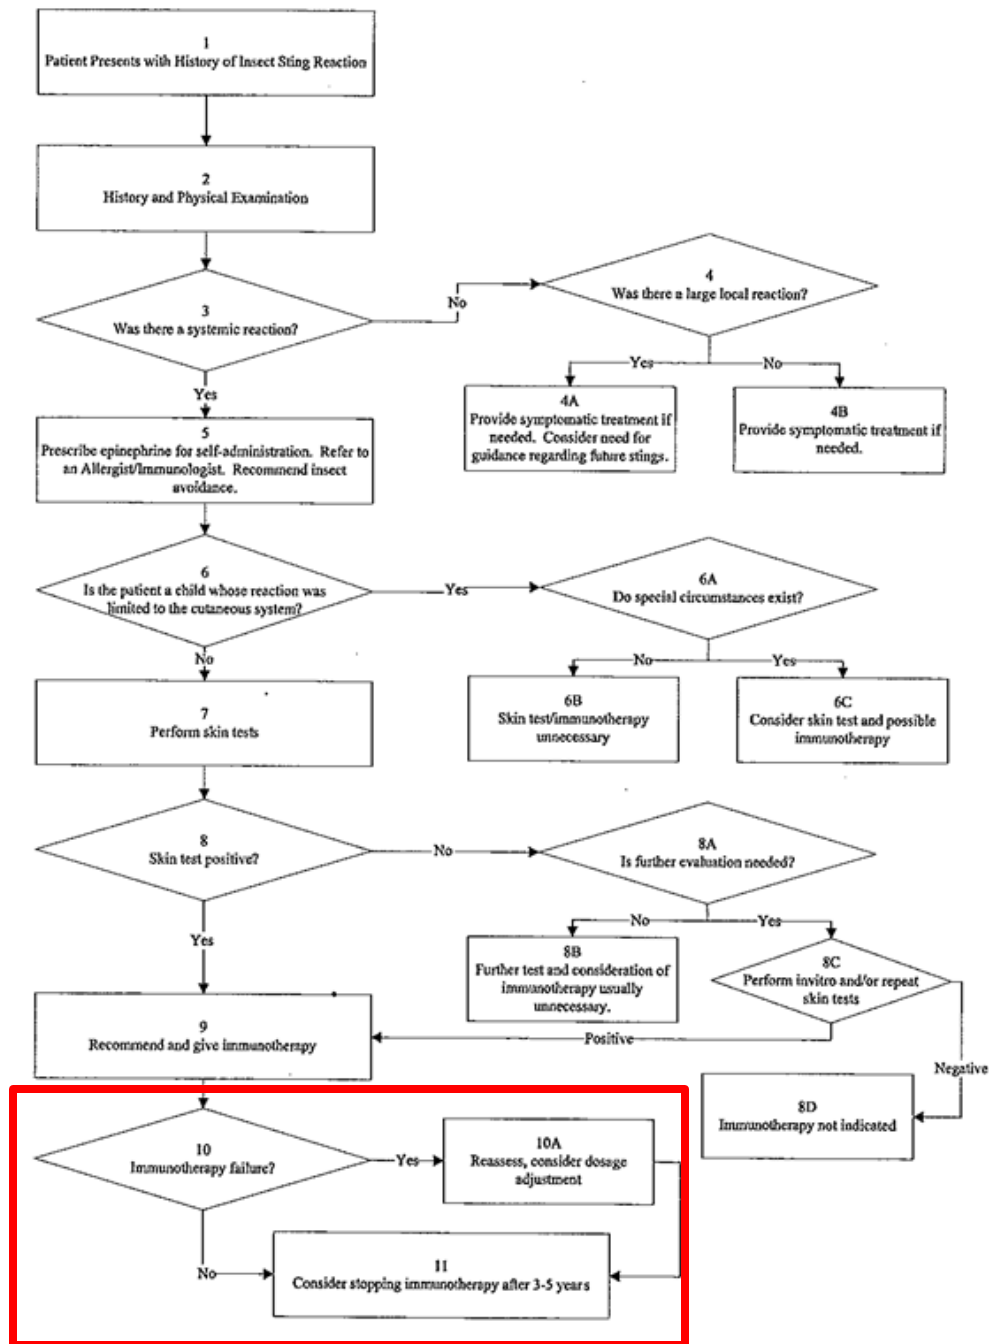 1
Patient Presents with History of Insect Sting Reaction
2
History and Physical Examination
3
Was there a systemic reaction?
No
4
Was there a large local reaction?
Yes
No
Yes
4A
Provide symptomatic treatment if
needed. Consider need for
guidance regarding future stings.
4B
Provide symptomatic treatment if
needed.
5
Prescribe epinephrine for self-administration. Refer to
an Allergist/Immunologist. Recommend insect
avoidance.
6
Is the patient a child whose reaction was
limited to the cutaneous system?
Yes
6A
Do special circumstances exist?
No
No
Yes
6B
Skin test/immunotherapy
unnecessary
6C
Consider skin test and possible
immunotherapy
7
Perform skin tests
8
Skin test positive?
No
8A
Is further evaluation needed?
No
Yes
Yes
8B
Further test and consideration of
immunotherapy usually
unnecessary.
8C
Perform invitro and/or repeat
skin tests
9
Recommend and give immunotherapy
Positive
Negative
8D
Immunotherapy not indicated
10
Immunotherapy failure?
Yes
10A
Reassess, consider dosage
adjustment
No
11
Consider stopping immunotherapy after 3-5 years